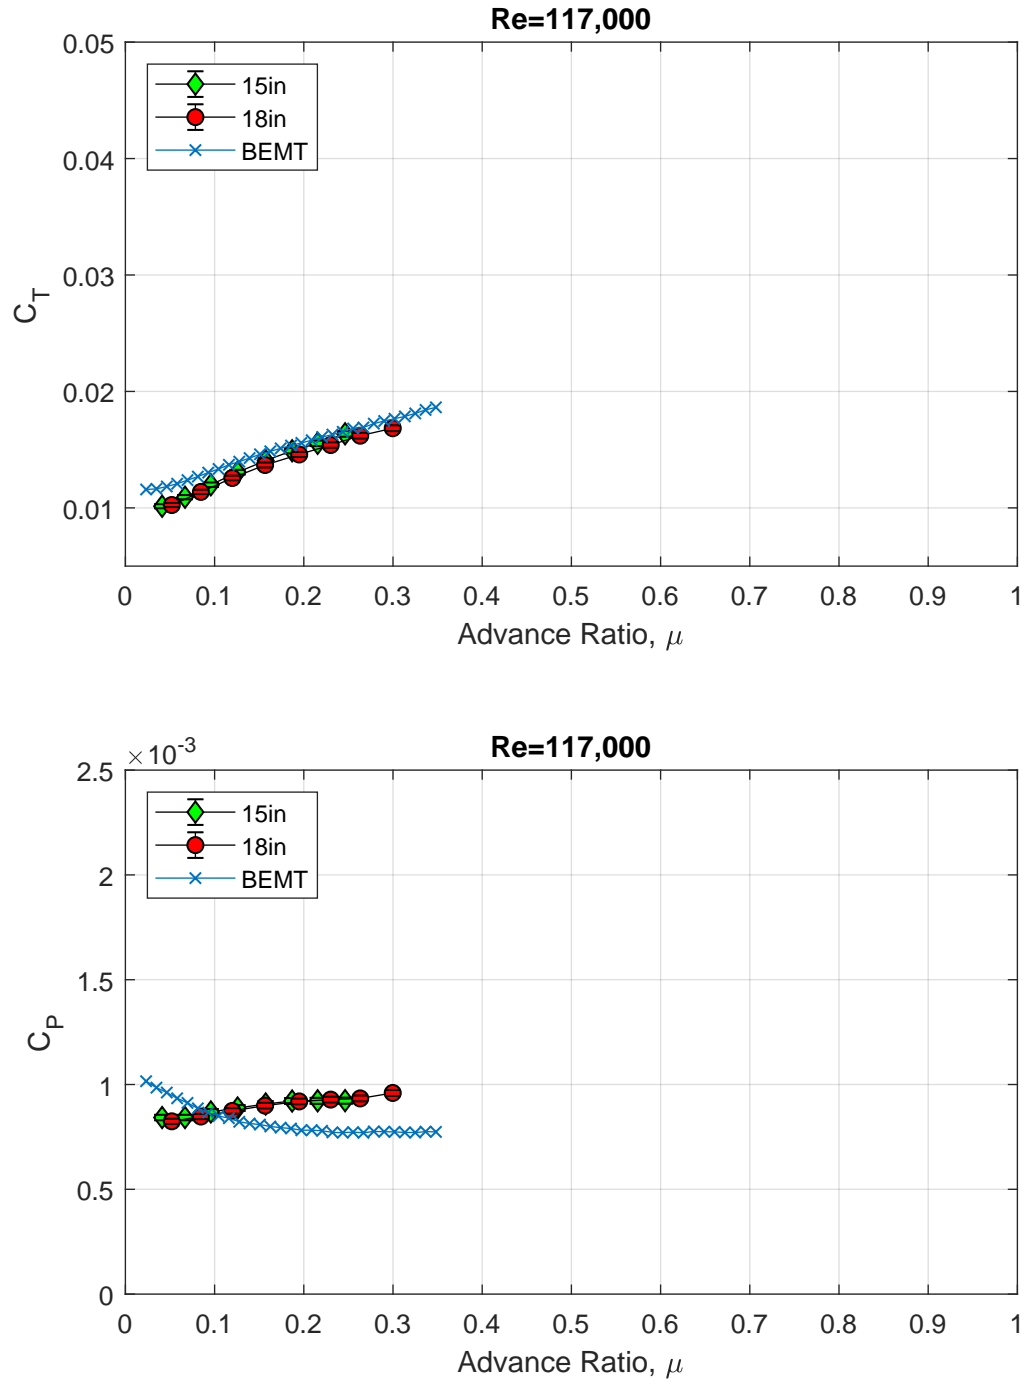 Re=117,000
0.05
0.04
0.03
0.02
0.01
C_T
15in
18in
BEMT
0 0.1 0.2 0.3 0.4 0.5 0.6 0.7 0.8 0.9 1
Advance Ratio, μ
Re=117,000
×10^-3
2.5
2
1.5
1
0.5
0
C_P
15in
18in
BEMT
0 0.1 0.2 0.3 0.4 0.5 0.6 0.7 0.8 0.9 1
Advance Ratio, μ